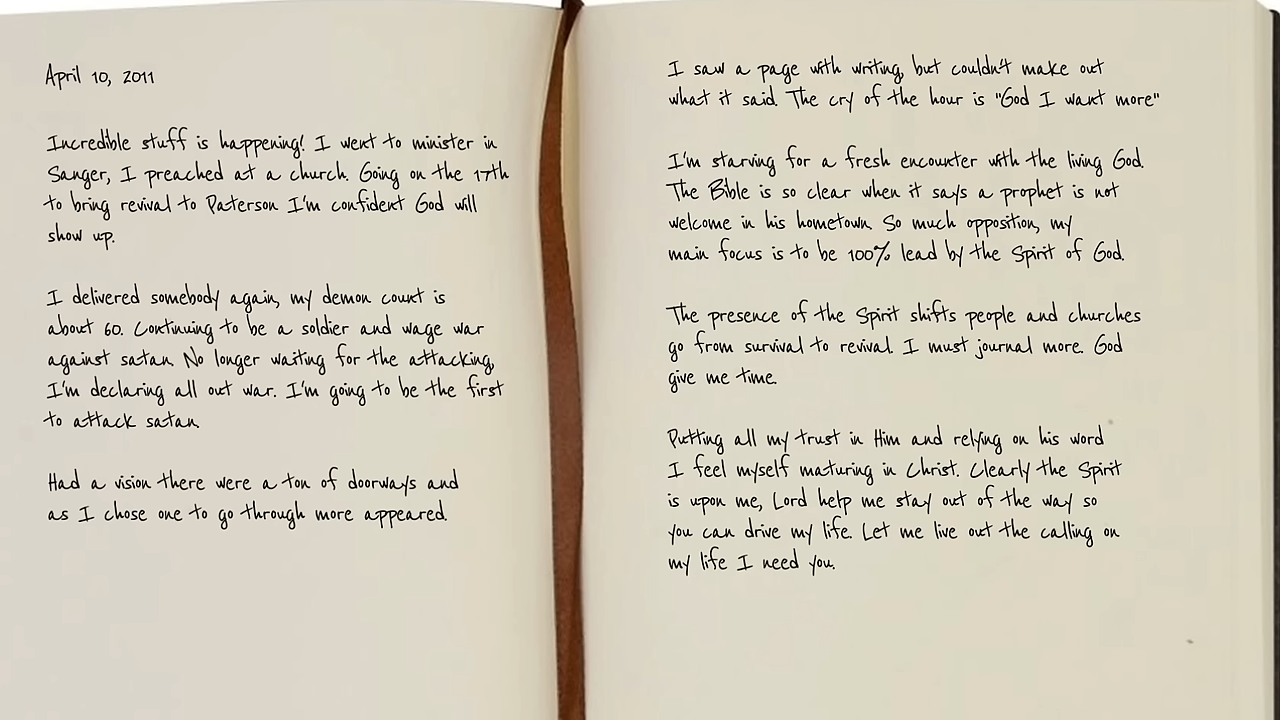 April 10, 2011
Incredible stuff is happening! I went to minister in
Sanger, I preached at a church. Going on the 17th
to bring revival to Paterson I'm confident God will
show up.
I delivered somebody again, my demon count is
about 60. Continuing to be a soldier and wage war
against satan. No longer waiting for the attacking,
I'm declaring all out war. I'm going to be the first
to attack satan.
Had a vision there were a ton of doorways and
as I chose one to go through more appeared.
I saw a page with writing, but couldn't make out
what it said. The cry of the hour is "God I want more"
I'm starving for a fresh encounter with the living God.
The Bible is so clear when it says a prophet is not
welcome in his hometown. So much opposition, my
main focus is to be 100% lead by the Spirit of God.
The presence of the Spirit shifts people and churches
go from survival to revival. I must journal more. God
give me time.
Putting all my trust in Him and relying on his word
I feel myself maturing in Christ. Clearly the Spirit
is upon me, Lord help me stay out of the way so
you can drive my life. Let me live out the calling on
my life I need you.